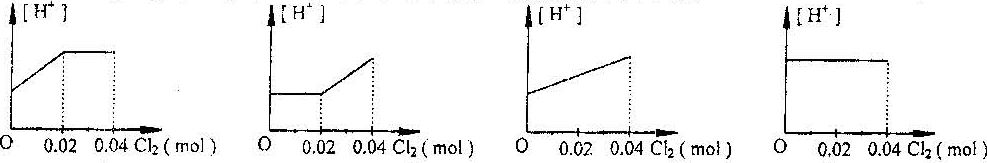 [H⁺] [H⁺] [H⁺] [H⁺]
O 0.02 0.04 Cl₂ ( mol ) O 0.02 0.04 Cl₂ ( mol ) O 0.02 0.04 Cl₂ ( mol ) O 0.02 0.04 Cl₂ ( mol )